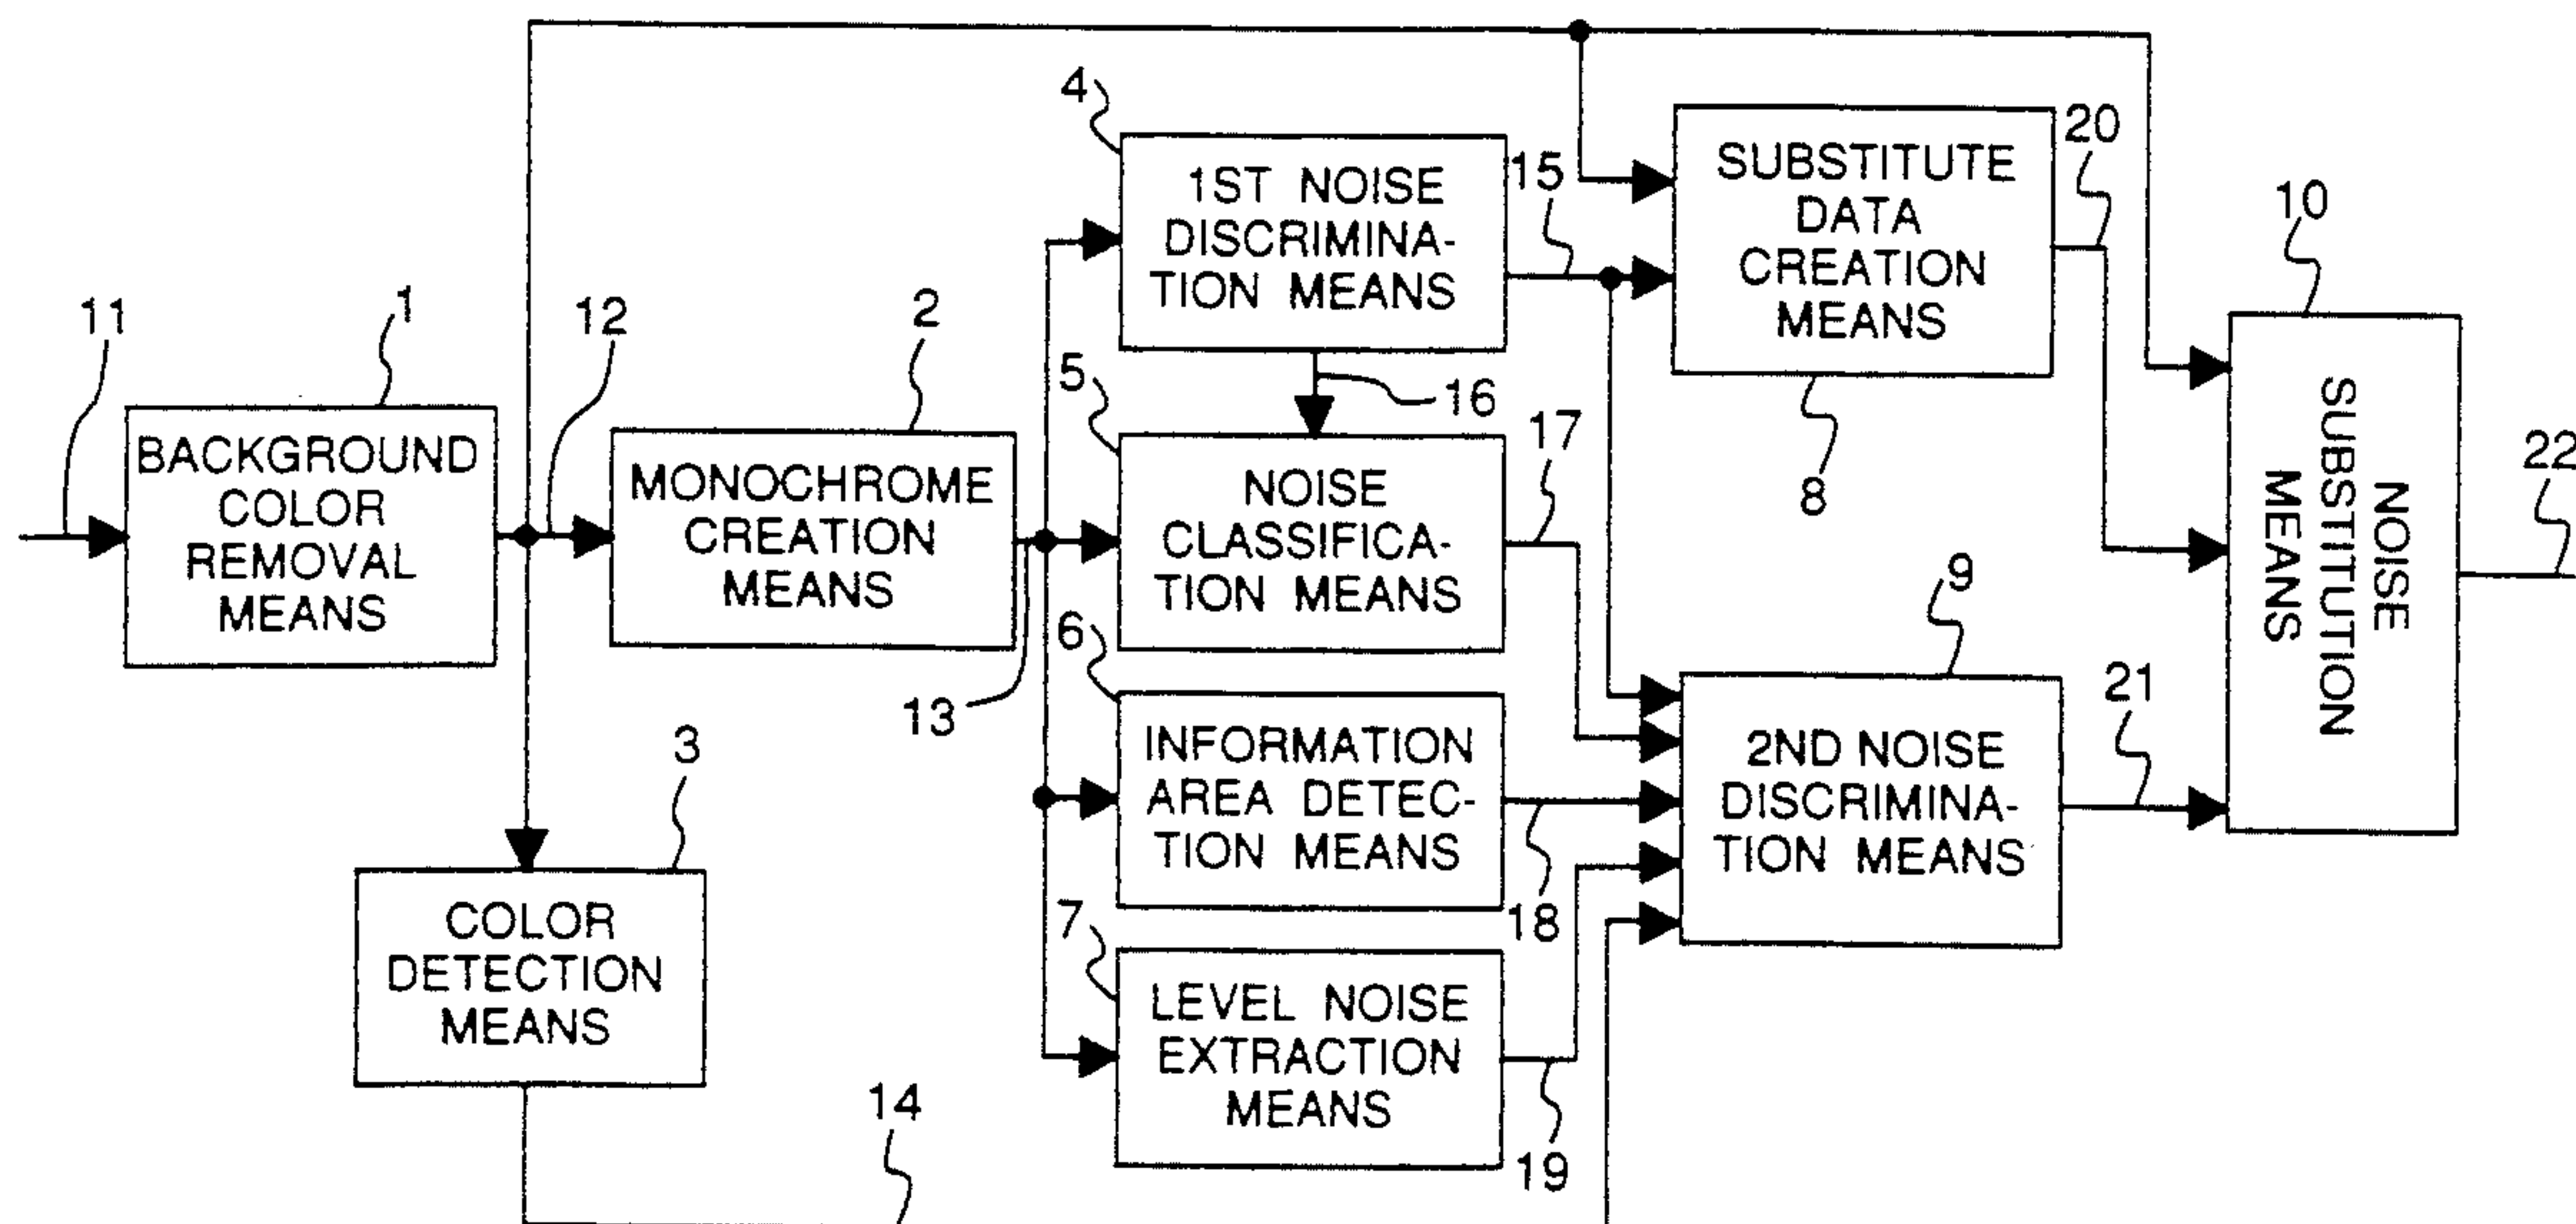 11
1
BACKGROUND
COLOR
REMOVAL
MEANS
12
2
MONOCHROME
CREATION
MEANS
13
3
COLOR
DETECTION
MEANS
14
4
1ST NOISE
DISCRIMINA-
TION MEANS
15
16
5
NOISE
CLASSIFICA-
TION MEANS
17
6
INFORMATION
AREA DETEC-
TION MEANS
18
7
LEVEL NOISE
EXTRACTION
MEANS
19
SUBSTITUTE
DATA
CREATION
MEANS
8
20
9
2ND NOISE
DISCRIMINA-
TION MEANS
21
10
NOISE
SUBSTITUTION
MEANS
22